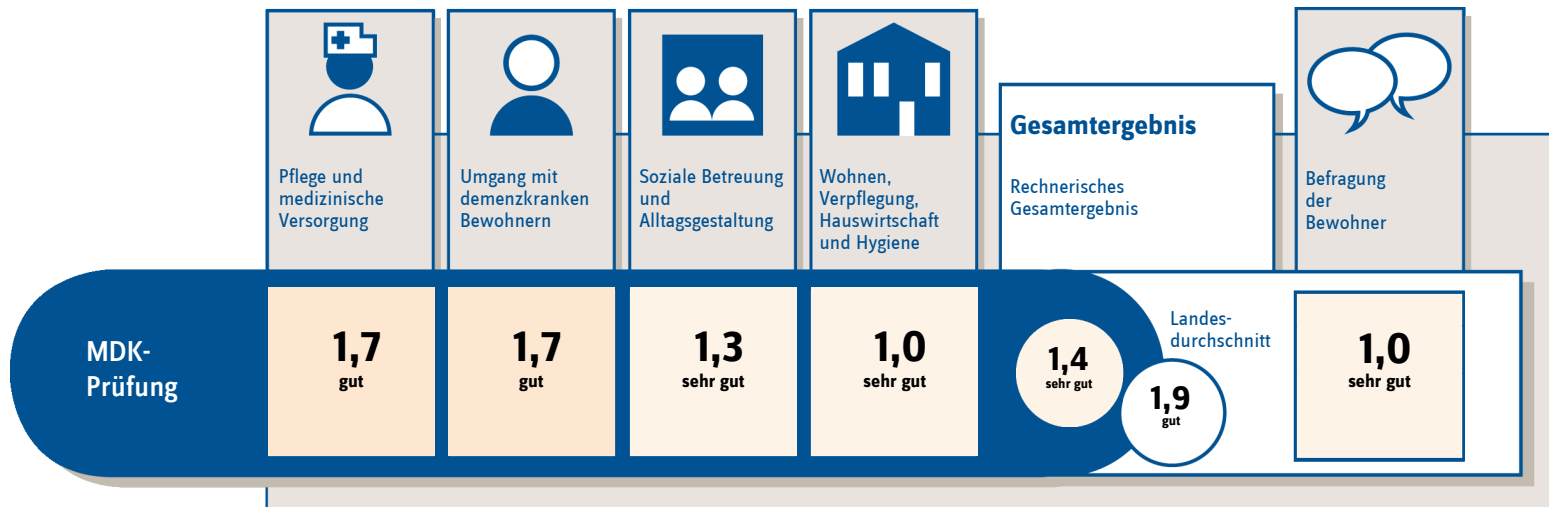 Pflege und
medizinische
Versorgung
Umgang mit
demenzkranken
Bewohnern
Soziale Betreuung
und
Alltagsgestaltung
Wohnen,
Verpflegung,
Hauswirtschaft
und Hygiene
Gesamtergebnis
Rechnerisches
Gesamtergebnis
Befragung
der
Bewohner
MDK-
Prüfung
1,7
gut
1,7
gut
1,3
sehr gut
1,0
sehr gut
1,4
sehr gut
Landes-
durchschnitt
1,9
gut
1,0
sehr gut